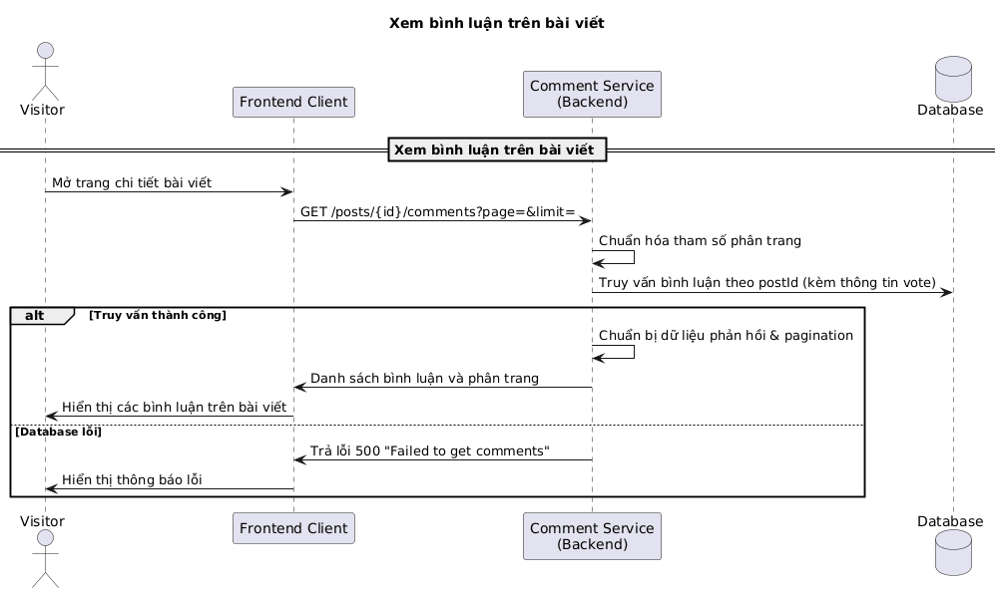 Xem bình luận trên bài viết
Visitor
Frontend Client
Comment Service
(Backend)
Database
Xem bình luận trên bài viết
Mở trang chi tiết bài viết
GET /posts/{id}/comments?page=&limit=
Chuẩn hóa tham số phân trang
Truy vấn bình luận theo postId (kèm thông tin vote)
alt
[Truy vấn thành công]
Chuẩn bị dữ liệu phản hồi & pagination
Danh sách bình luận và phân trang
Hiển thị các bình luận trên bài viết
[Database lỗi]
Trả lỗi 500 "Failed to get comments"
Hiển thị thông báo lỗi
Visitor
Frontend Client
Comment Service
(Backend)
Database